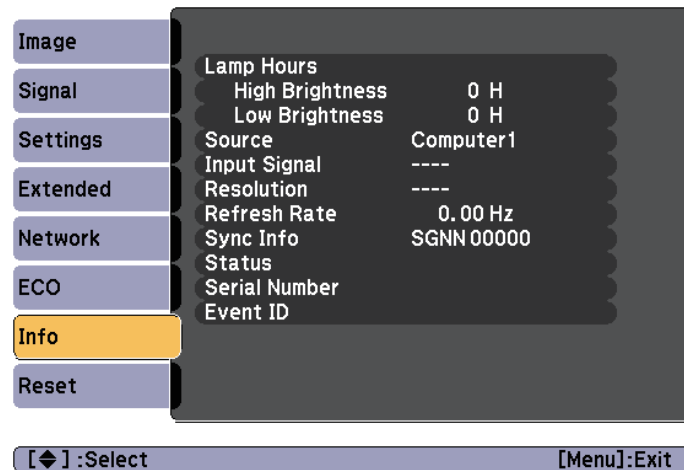 Image
Signal
Settings
Extended
Network
ECO
Info
Reset
Lamp Hours
High Brightness 0 H
Low Brightness 0 H
Source Computer1
Input Signal ----
Resolution ----
Refresh Rate 0.00 Hz
Sync Info SGNN 00000
Status
Serial Number
Event ID
[◆] :Select [Menu]:Exit